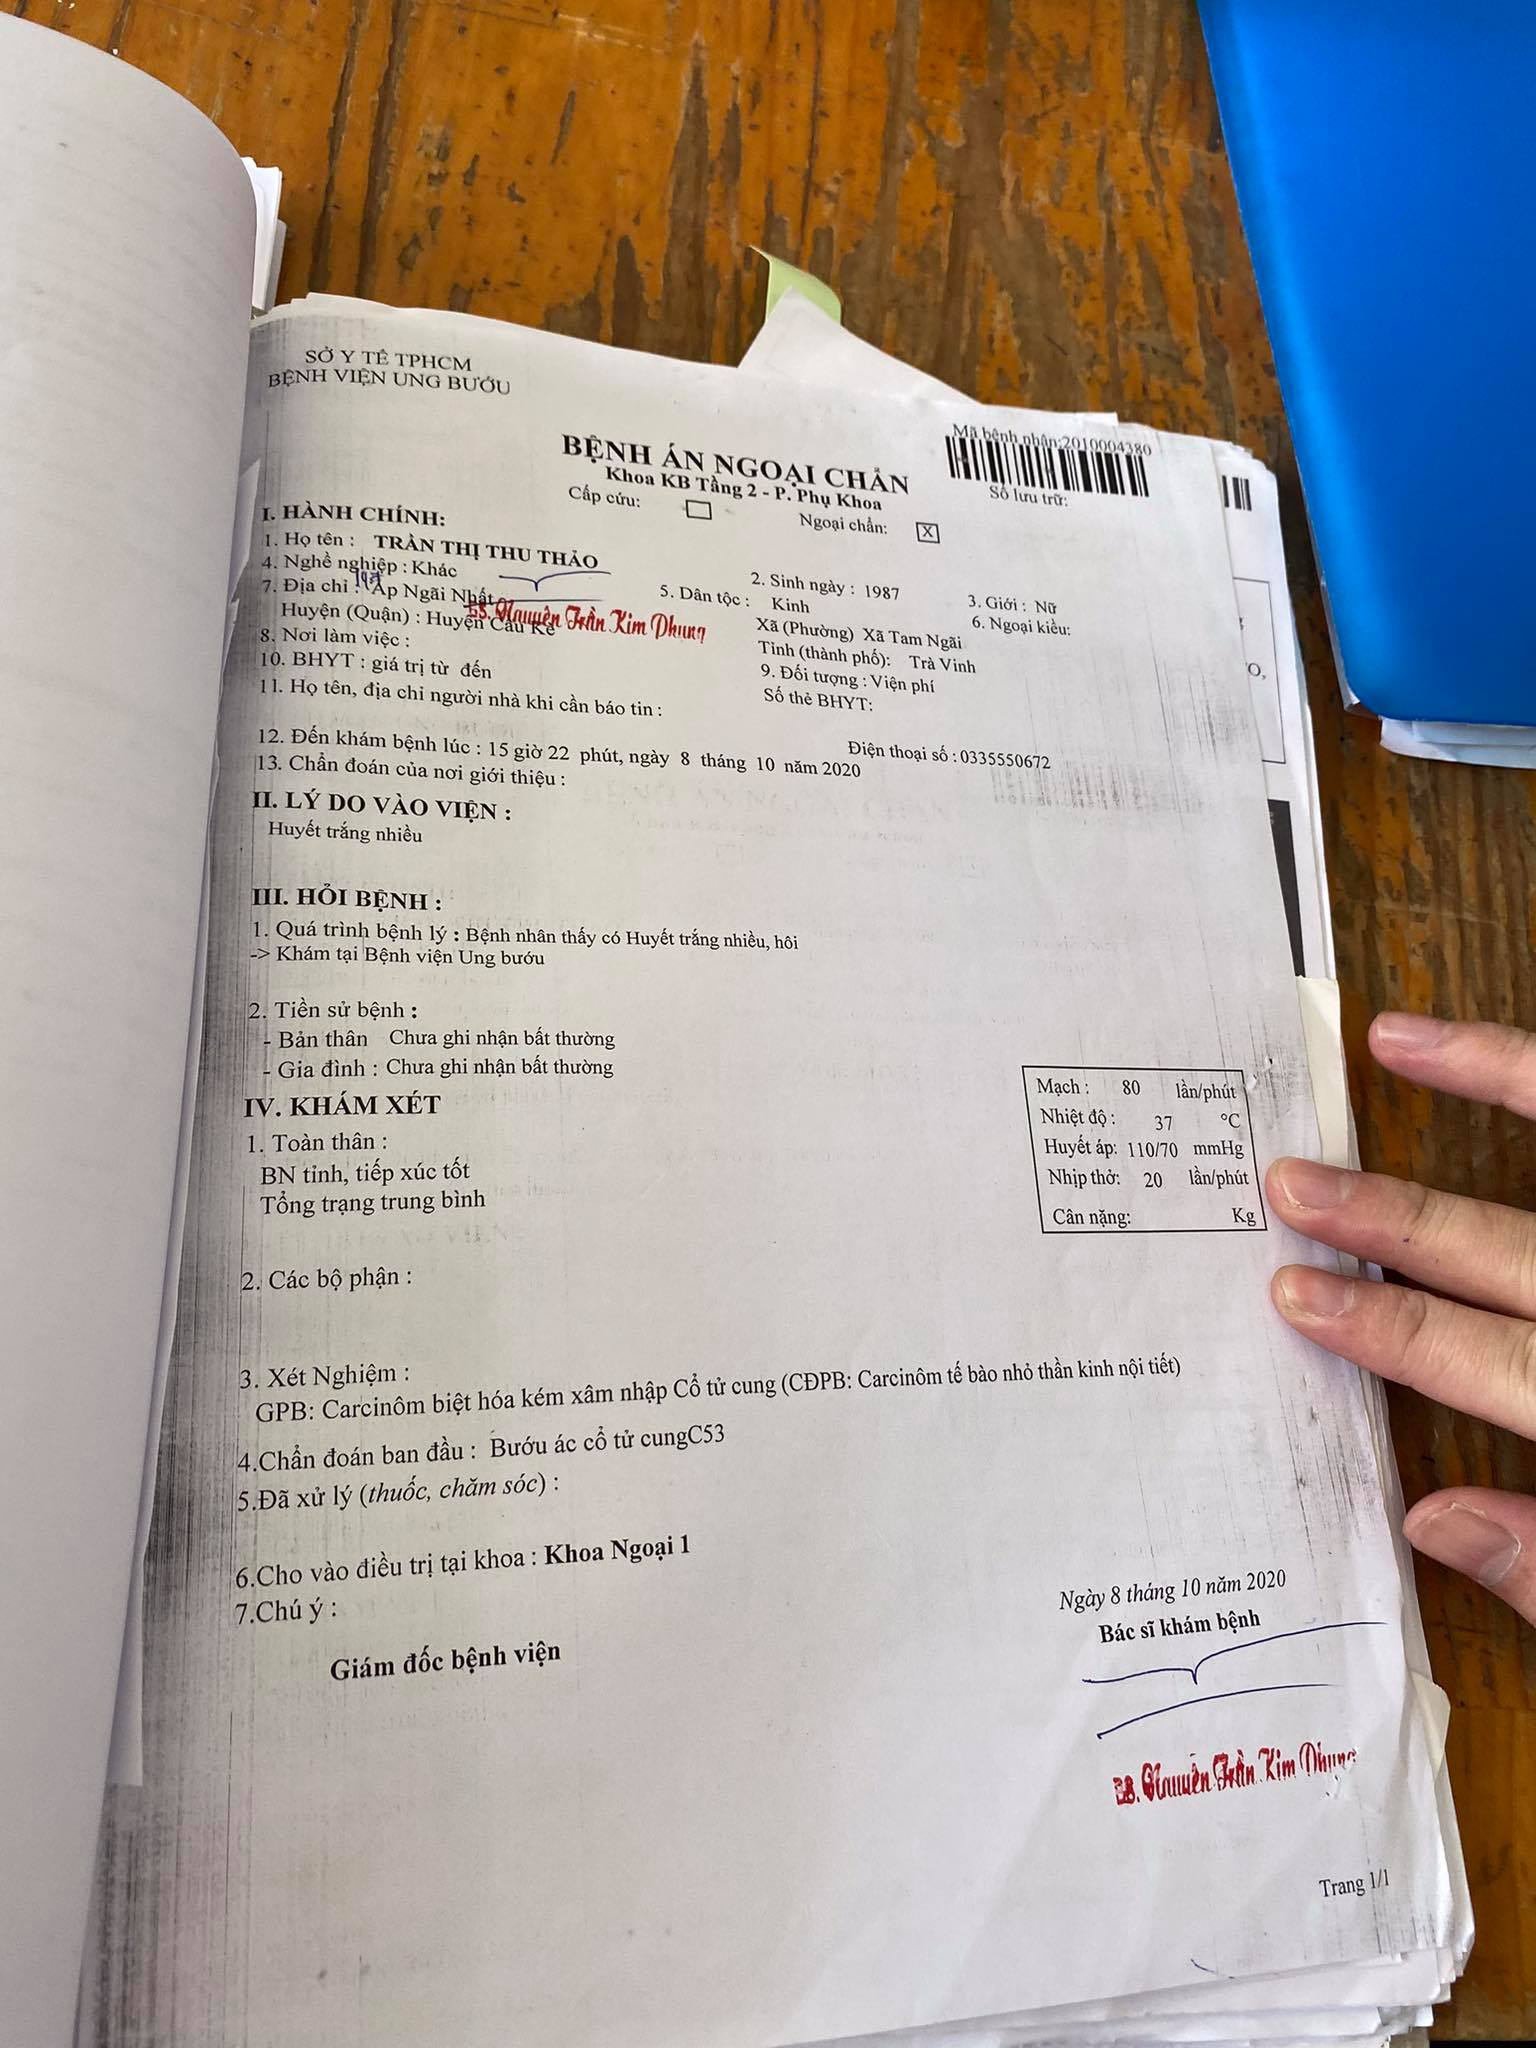 SỞ Y TẾ TPHCM
BỆNH VIỆN UNG BƯỚU
Mã bệnh nhân:2010004380
BỆNH ÁN NGOẠI CHẨN
Khoa KB Tầng 2 - P. Phụ Khoa
Số lưu trữ:
Cấp cứu:
Ngoại chẩn: X
I. HÀNH CHÍNH:
1. Họ tên : TRẦN THỊ THU THẢO
2. Sinh ngày : 1987
3. Giới : Nữ
4. Nghề nghiệp : Khác
5. Dân tộc : Kinh
6. Ngoại kiều:
7. Địa chỉ : Ấp Ngãi Nhất
Xã (Phường) Xã Tam Ngãi
Huyện (Quận) : Huyện Cầu Kè
Tỉnh (thành phố): Trà Vinh
BS. Nguyễn Trần Kim Phụng
8. Nơi làm việc :
9. Đối tượng : Viện phí
10. BHYT : giá trị từ đến
Số thẻ BHYT:
11. Họ tên, địa chỉ người nhà khi cần báo tin :
Điện thoại số : 0335550672
12. Đến khám bệnh lúc : 15 giờ 22 phút, ngày 8 tháng 10 năm 2020
13. Chẩn đoán của nơi giới thiệu :
II. LÝ DO VÀO VIỆN :
Huyết trắng nhiều
III. HỎI BỆNH :
1. Quá trình bệnh lý : Bệnh nhân thấy có Huyết trắng nhiều, hôi
-> Khám tại Bệnh viện Ung bướu
2. Tiền sử bệnh :
- Bản thân Chưa ghi nhận bất thường
- Gia đình : Chưa ghi nhận bất thường
IV. KHÁM XÉT
1. Toàn thân :
BN tỉnh, tiếp xúc tốt
Tổng trạng trung bình
Mạch : 80 lần/phút
Nhiệt độ : 37 °C
Huyết áp: 110/70 mmHg
Nhịp thở: 20 lần/phút
Cân nặng: Kg
2. Các bộ phận :
3. Xét Nghiệm :
GPB: Carcinôm biệt hóa kém xâm nhập Cổ tử cung (CĐPB: Carcinôm tế bào nhỏ thần kinh nội tiết)
4.Chẩn đoán ban đầu : Bướu ác cổ tử cungC53
5.Đã xử lý (thuốc, chăm sóc) :
6.Cho vào điều trị tại khoa : Khoa Ngoại 1
7.Chú ý :
Ngày 8 tháng 10 năm 2020
Bác sĩ khám bệnh
Giám đốc bệnh viện
BS. Nguyễn Trần Kim Phụng
Trang 1/1